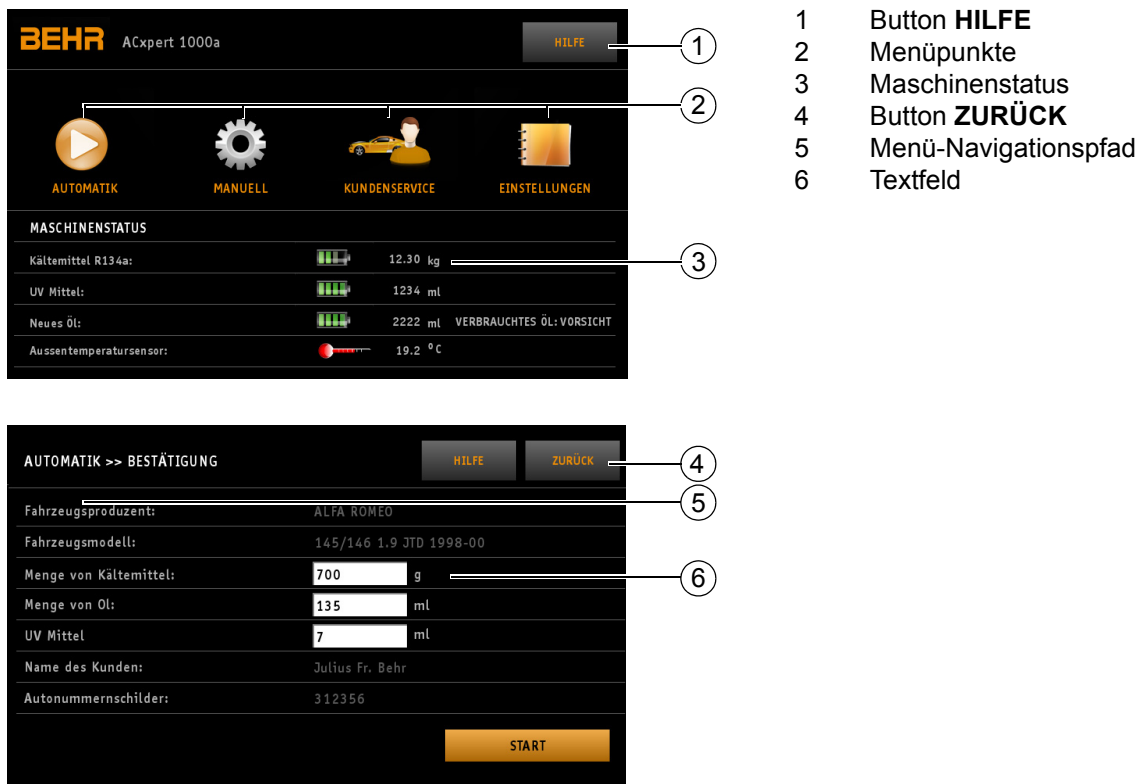 BEHR ACxpert 1000a
HILFE
1
2
AUTOMATIK MANUELL KUNDENSERVICE EINSTELLUNGEN
MASCHINENSTATUS
Kältemittel R134a: 12.30 kg
3
UV Mittel: 1234 ml
Neues Öl: 2222 ml VERBRAUCHTES ÖL: VORSICHT
Aussentemperatursensor: 19.2 °C
1 Button HILFE
2 Menüpunkte
3 Maschinenstatus
4 Button ZURÜCK
5 Menü-Navigationspfad
6 Textfeld
AUTOMATIK >> BESTÄTIGUNG HILFE ZURÜCK
4
5
Fahrzeugsproduzent: ALFA ROMEO
Fahrzeugsmodell: 145/146 1.9 JTD 1998-00
Menge von Kältemittel: 700 g
6
Menge von Ol: 135 ml
UV Mittel 7 ml
Name des Kunden: Julius Fr. Behr
Autonummernschilder: 312356
START